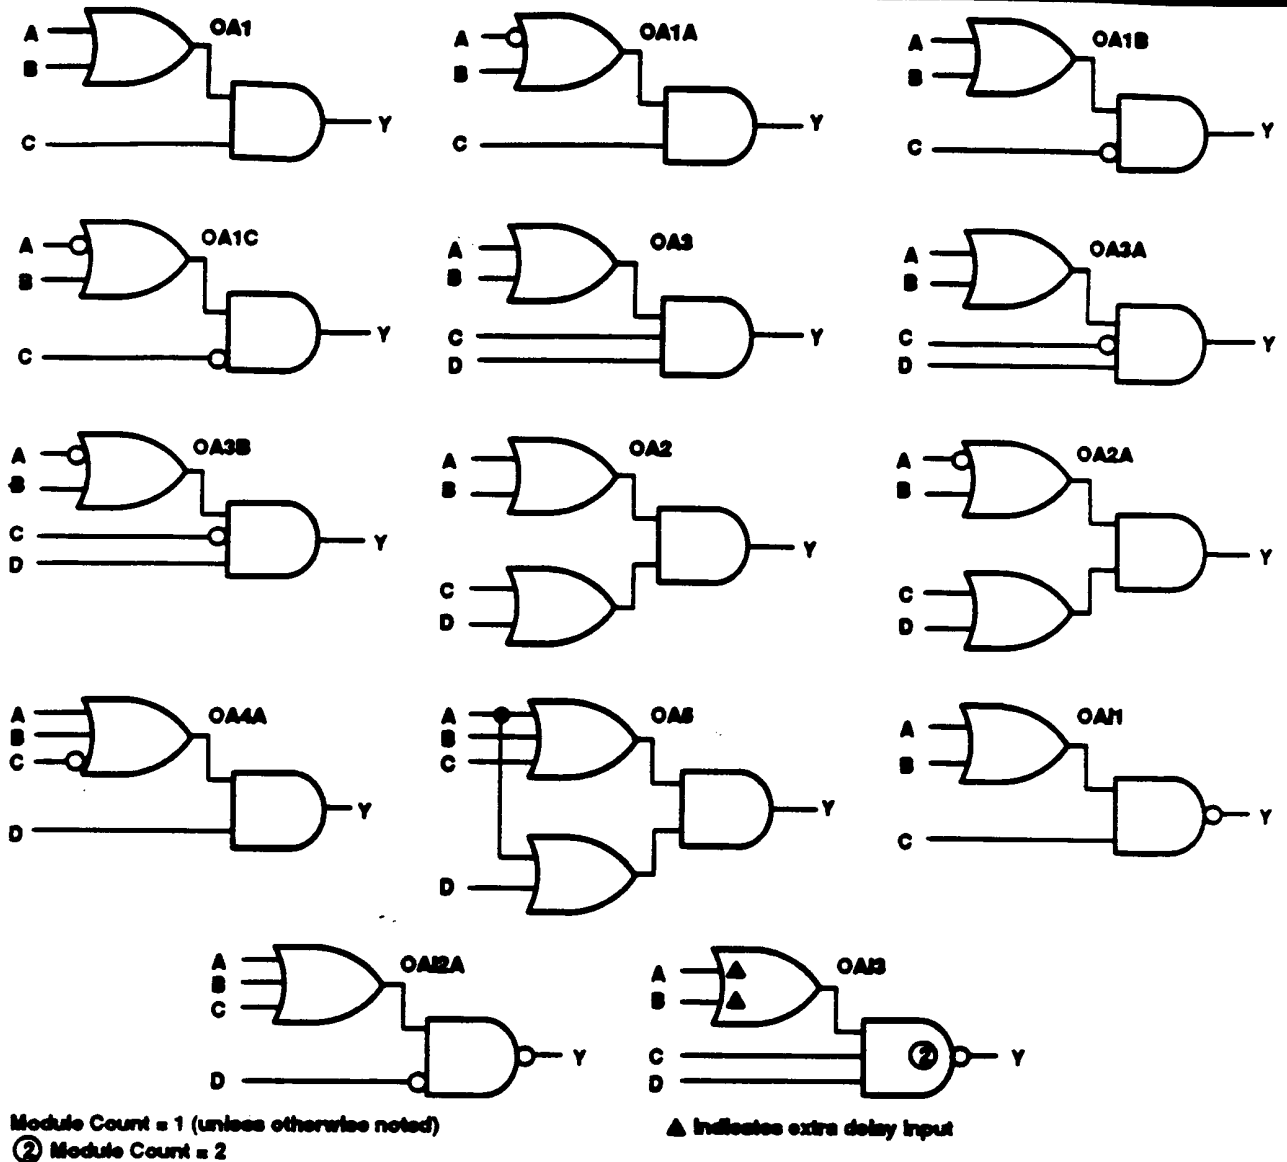 A OA1
B
C Y
A OA1A
B
C Y
A OA1B
B
C Y
A OA1C
B
C Y
A OA3
B
C Y
D
A OA3A
B
C Y
D
A OA3B
B
C Y
D
A OA2
B
Y
C
D
A OA2A
B
Y
C
D
A OA4A
B
C
D Y
A OA5
B
C
Y
D
A OAI1
B
C Y
A OAI2A
B
C
D Y
A OAI3
B
C 2 Y
D
Module Count = 1 (unless otherwise noted)
▲ Indicates extra delay input
② Module Count = 2